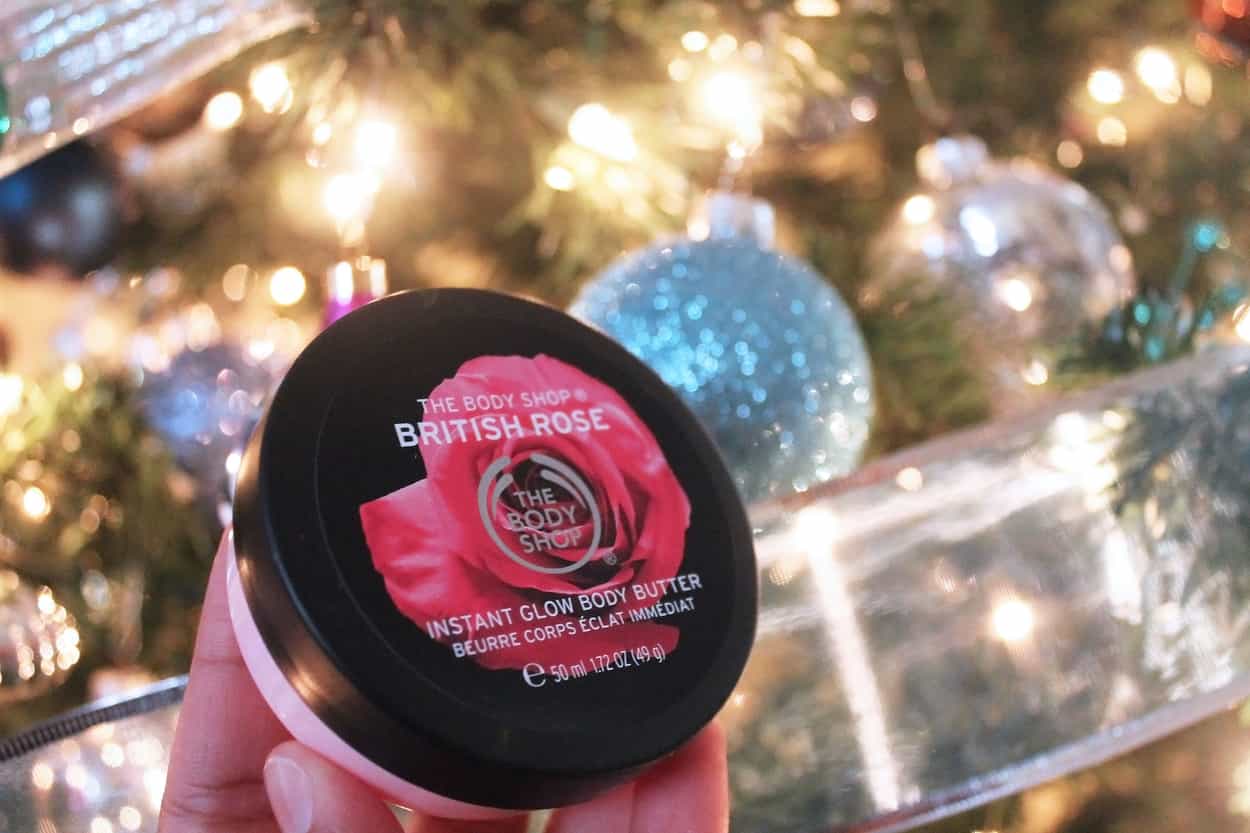 THE BODY SHOP®
BRITISH ROSE
THE
BODY
SHOP®
INSTANT GLOW BODY BUTTER
BEURRE CORPS ÉCLAT IMMÉDIAT
℮ 50 ml 1.72 OZ (49 g)